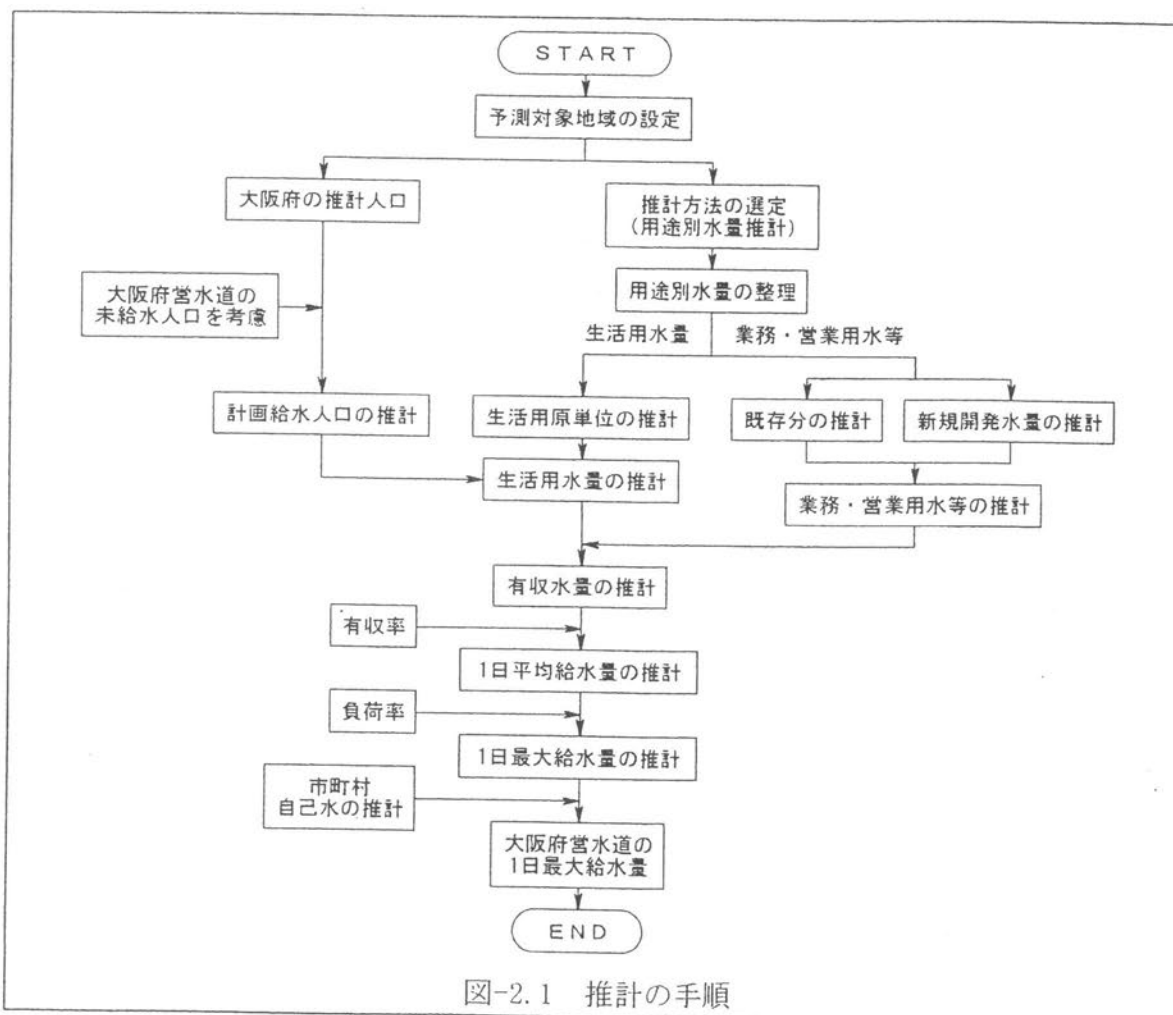 START
予測対象地域の設定
大阪府の推計人口
推計方法の選定
(用途別水量推計)
大阪府営水道の
未給水人口を考慮
用途別水量の整理
生活用水量
業務・営業用水等
計画給水人口の推計
生活用原単位の推計
既存分の推計
新規開発水量の推計
生活用水量の推計
業務・営業用水等の推計
有収水量の推計
有収率
1日平均給水量の推計
負荷率
1日最大給水量の推計
市町村
自己水の推計
大阪府営水道の
1日最大給水量
END
図-2.1 推計の手順